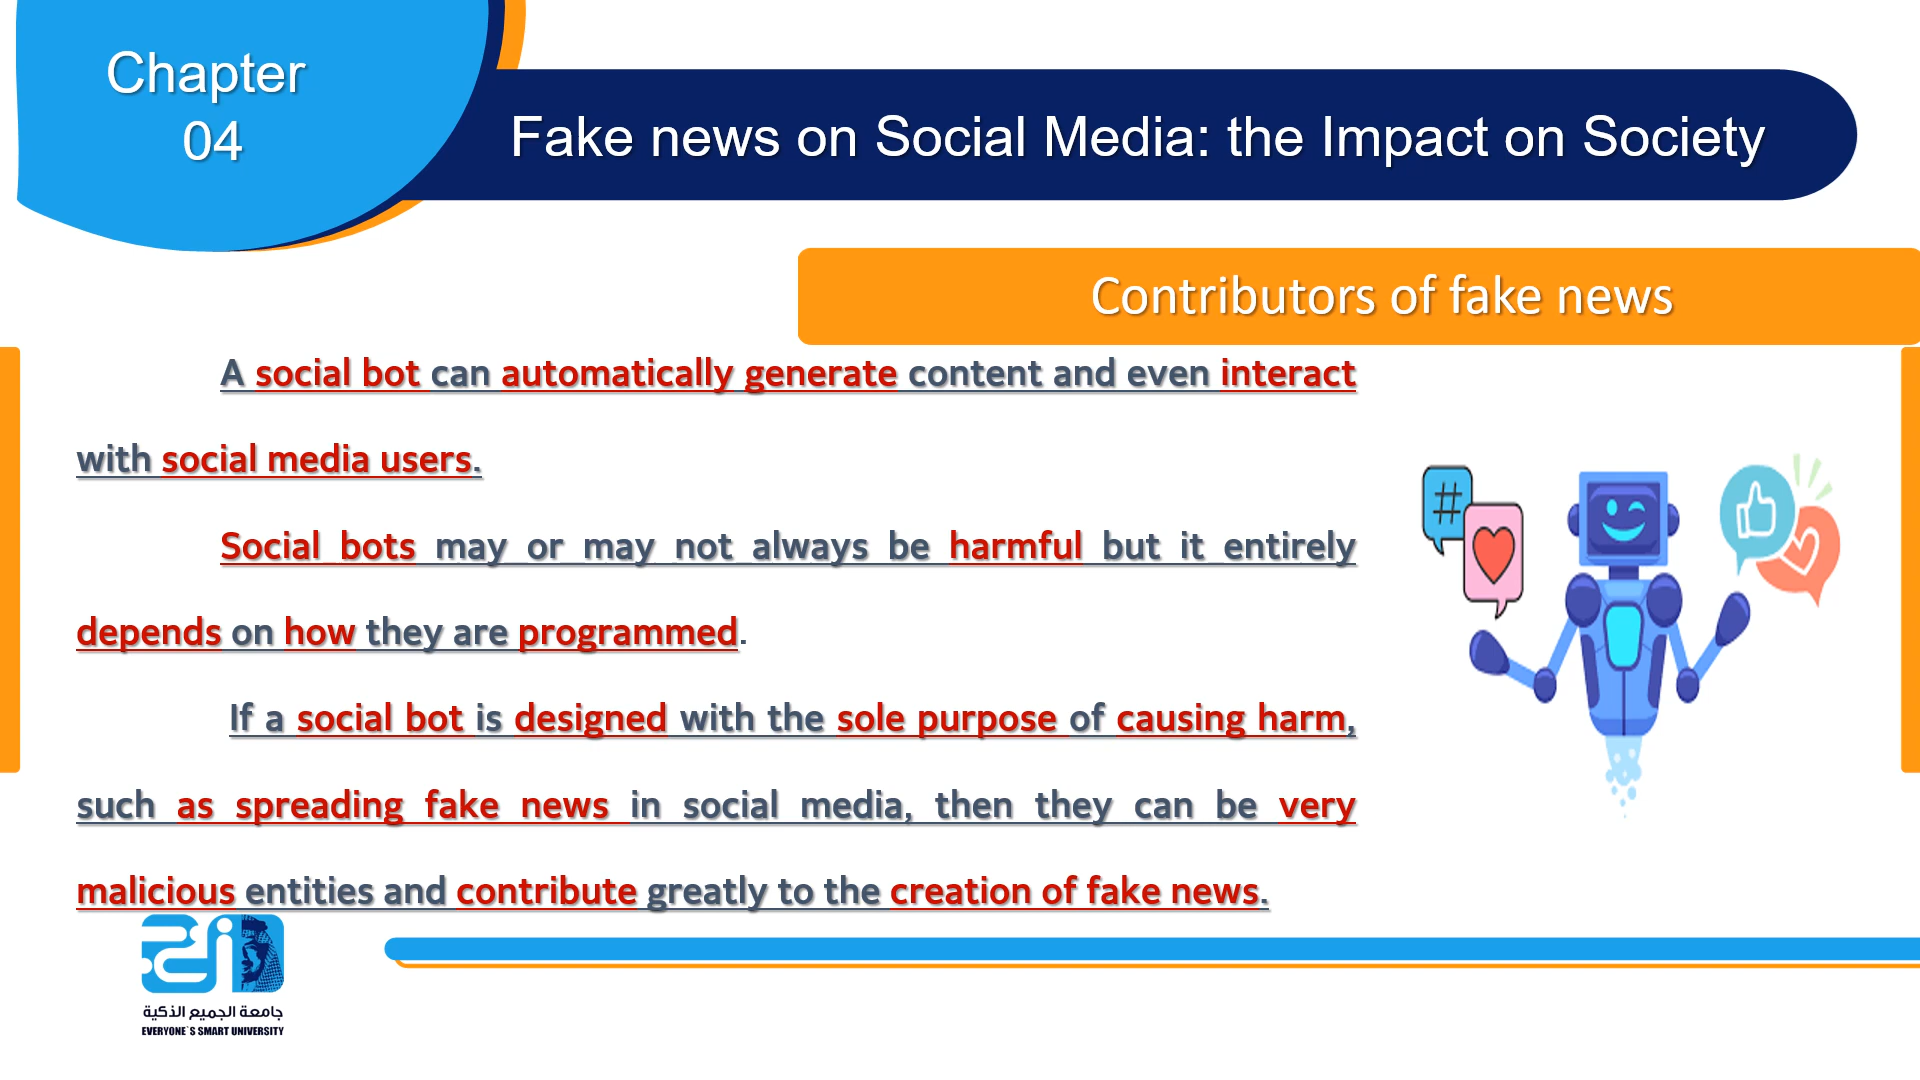 Chapter
04
Fake news on Social Media: the Impact on Society
Contributors of fake news
A social bot can automatically generate content and even interact
with social media users.
Social bots may or may not always be harmful but it entirely
depends on how they are programmed.
If a social bot is designed with the sole purpose of causing harm,
such as spreading fake news in social media, then they can be very
malicious entities and contribute greatly to the creation of fake news.
#
جامعة الجميع الذكية
EVERYONE`S SMART UNIVERSITY